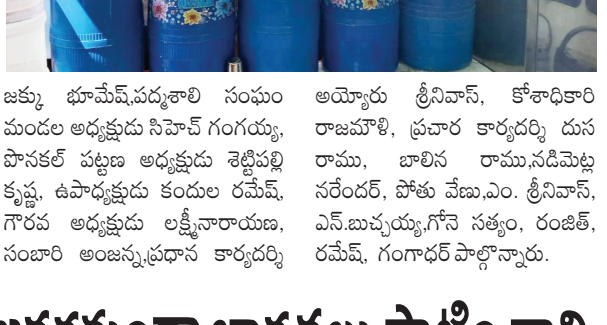 జక్కు భూమేష్,పద్మశాలి సంఘం
మండల అధ్యక్షుడు సిహెచ్ గంగయ్య,
పొనకల్ పట్టణ అధ్యక్షుడు శెట్టిపల్లి
కృష్ణ, ఉపాధ్యక్షుడు కందుల రమేష్,
గౌరవ అధ్యక్షుడు లక్ష్మీనారాయణ,
సంబారి అంజన్న,ప్రధాన కార్యదర్శి
అయ్యోరు శ్రీనివాస్, కోశాధికారి
రాజమౌళి, ప్రచార కార్యదర్శి దుస
రాము, బాలిన రాము,నడిమెట్ల
నరేందర్, పోతు వేణు,ఎం. శ్రీనివాస్,
ఎన్.బుచ్చయ్య,గోనె సత్యం, రంజిత్,
రమేష్, గంగాధర్ పాల్గొన్నారు.